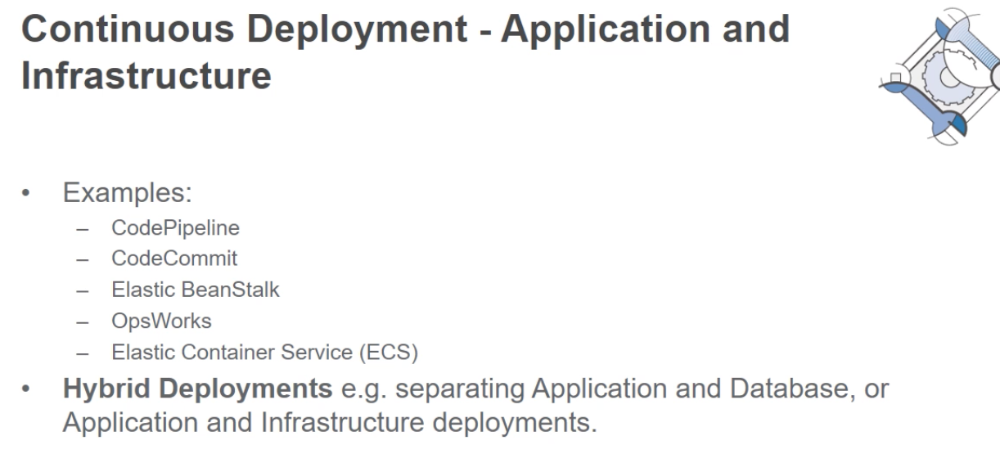 Continuous Deployment - Application and
Infrastructure
• Examples:
– CodePipeline
– CodeCommit
– Elastic BeanStalk
– OpsWorks
– Elastic Container Service (ECS)
• Hybrid Deployments e.g. separating Application and Database, or
Application and Infrastructure deployments.